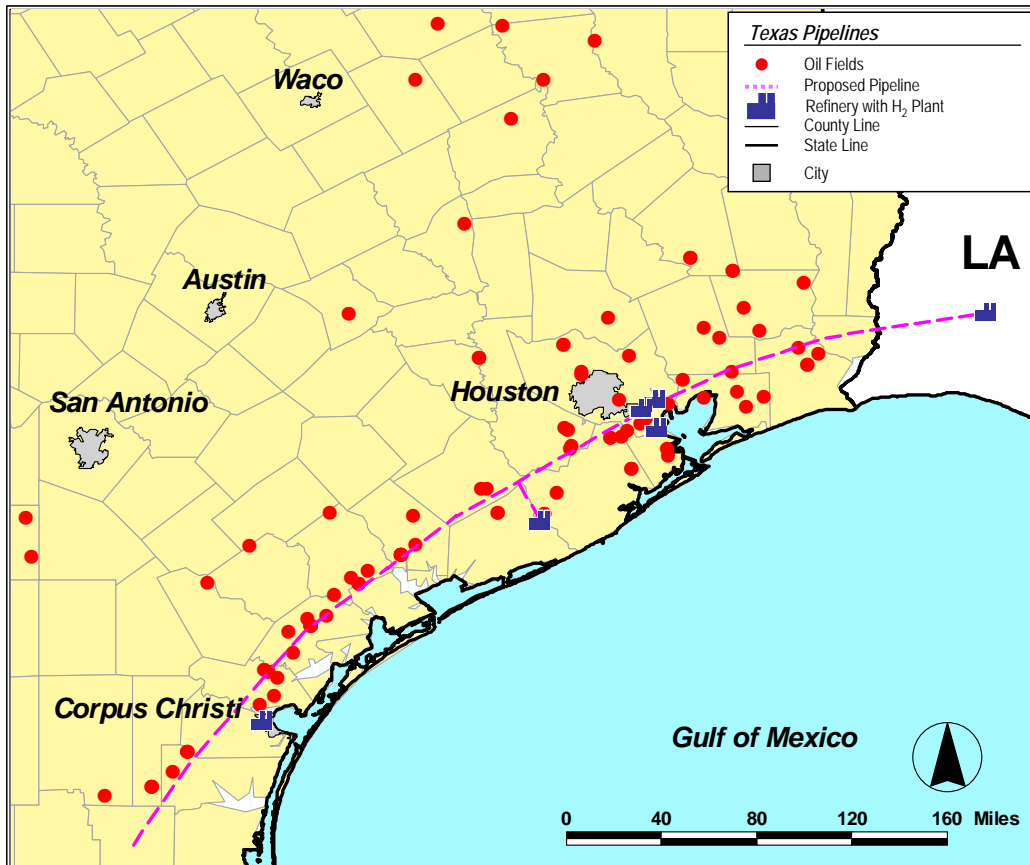 Texas Pipelines
Oil Fields
Proposed Pipeline
Refinery with H₂ Plant
County Line
State Line
City
Waco
LA
Austin
Houston
San Antonio
Corpus Christi
Gulf of Mexico
0 40 80 120 160 Miles